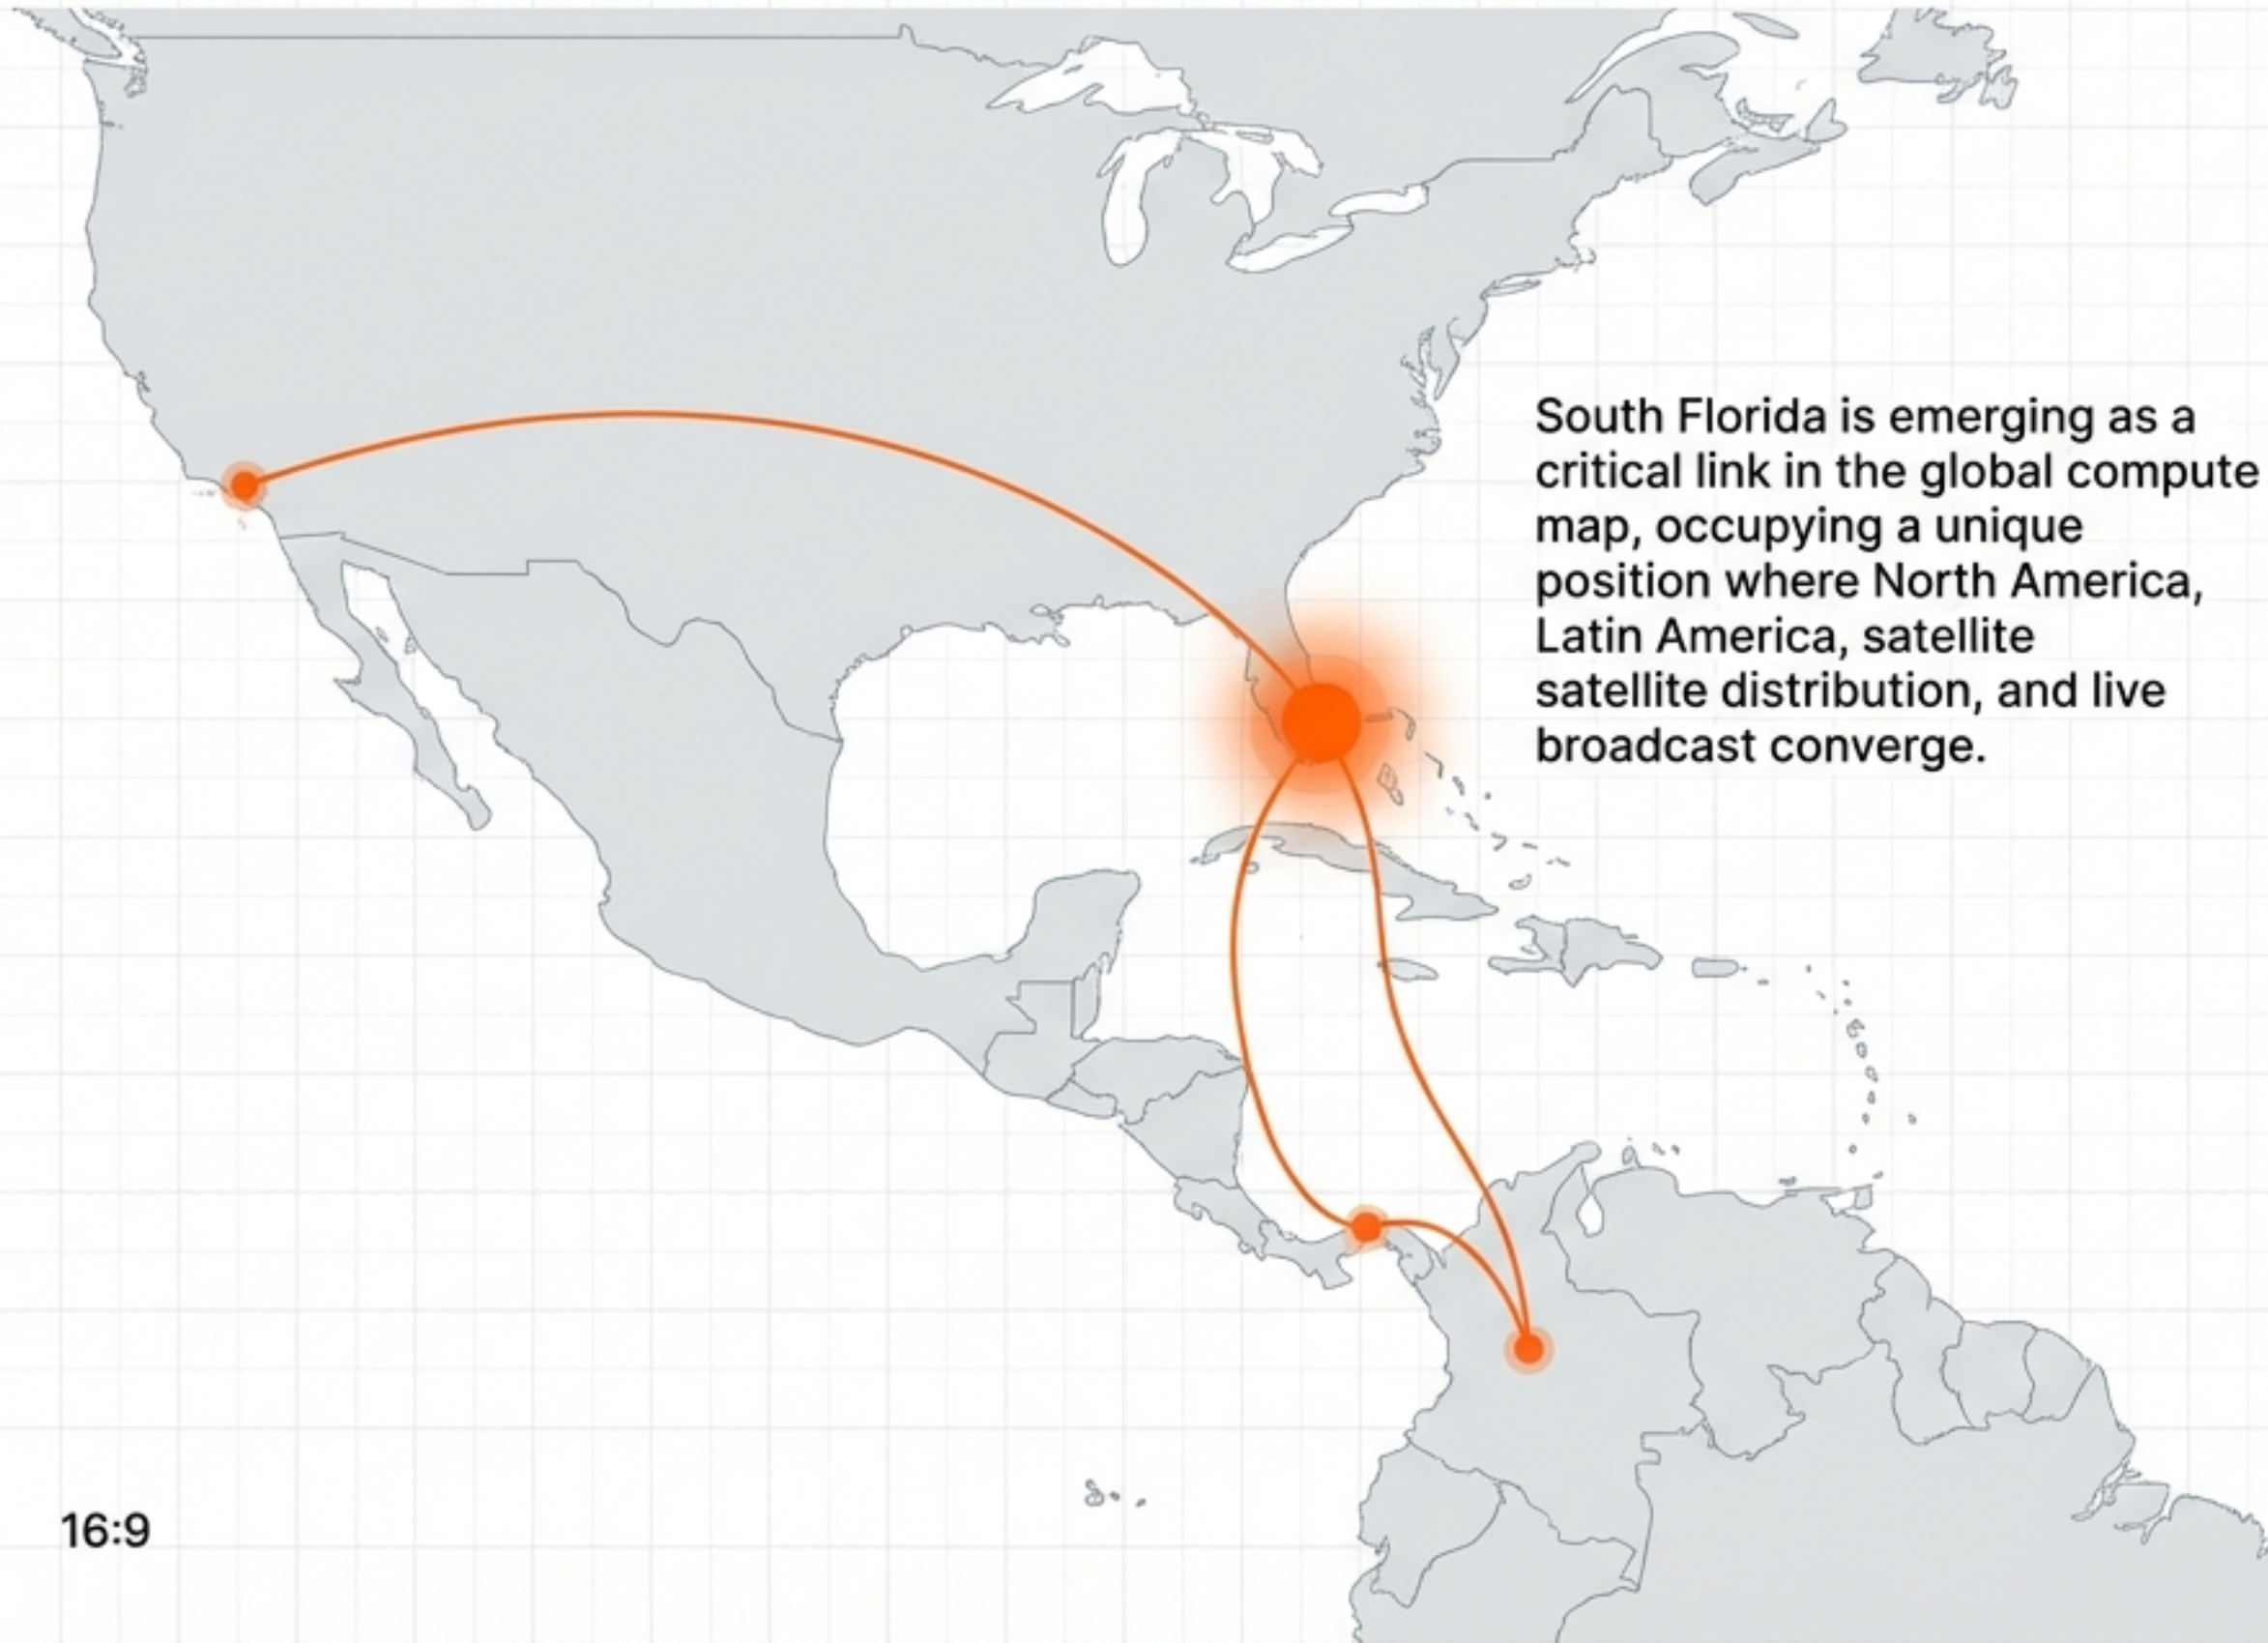 South Florida is emerging as a
critical link in the global compute
map, occupying a unique
position where North America,
Latin America, satellite
satellite distribution, and live
broadcast converge.
16:9